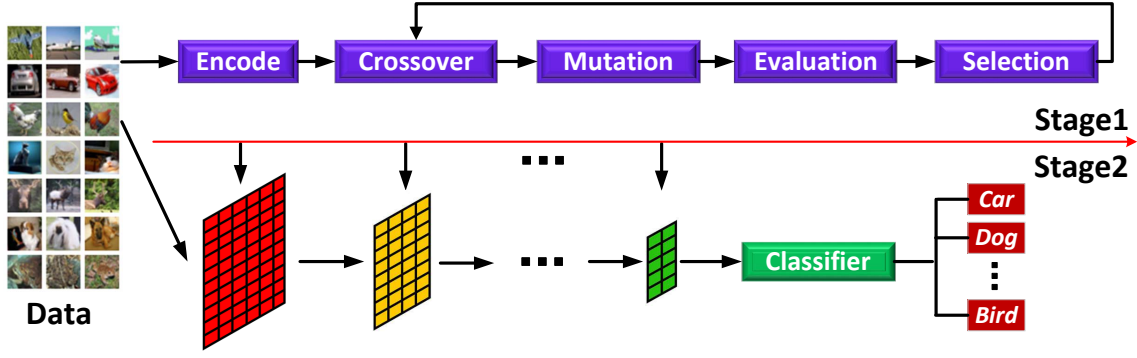 Encode
Crossover
Mutation
Evaluation
Selection
Stage1
Stage2
Car
Dog
Classifier
Bird
Data